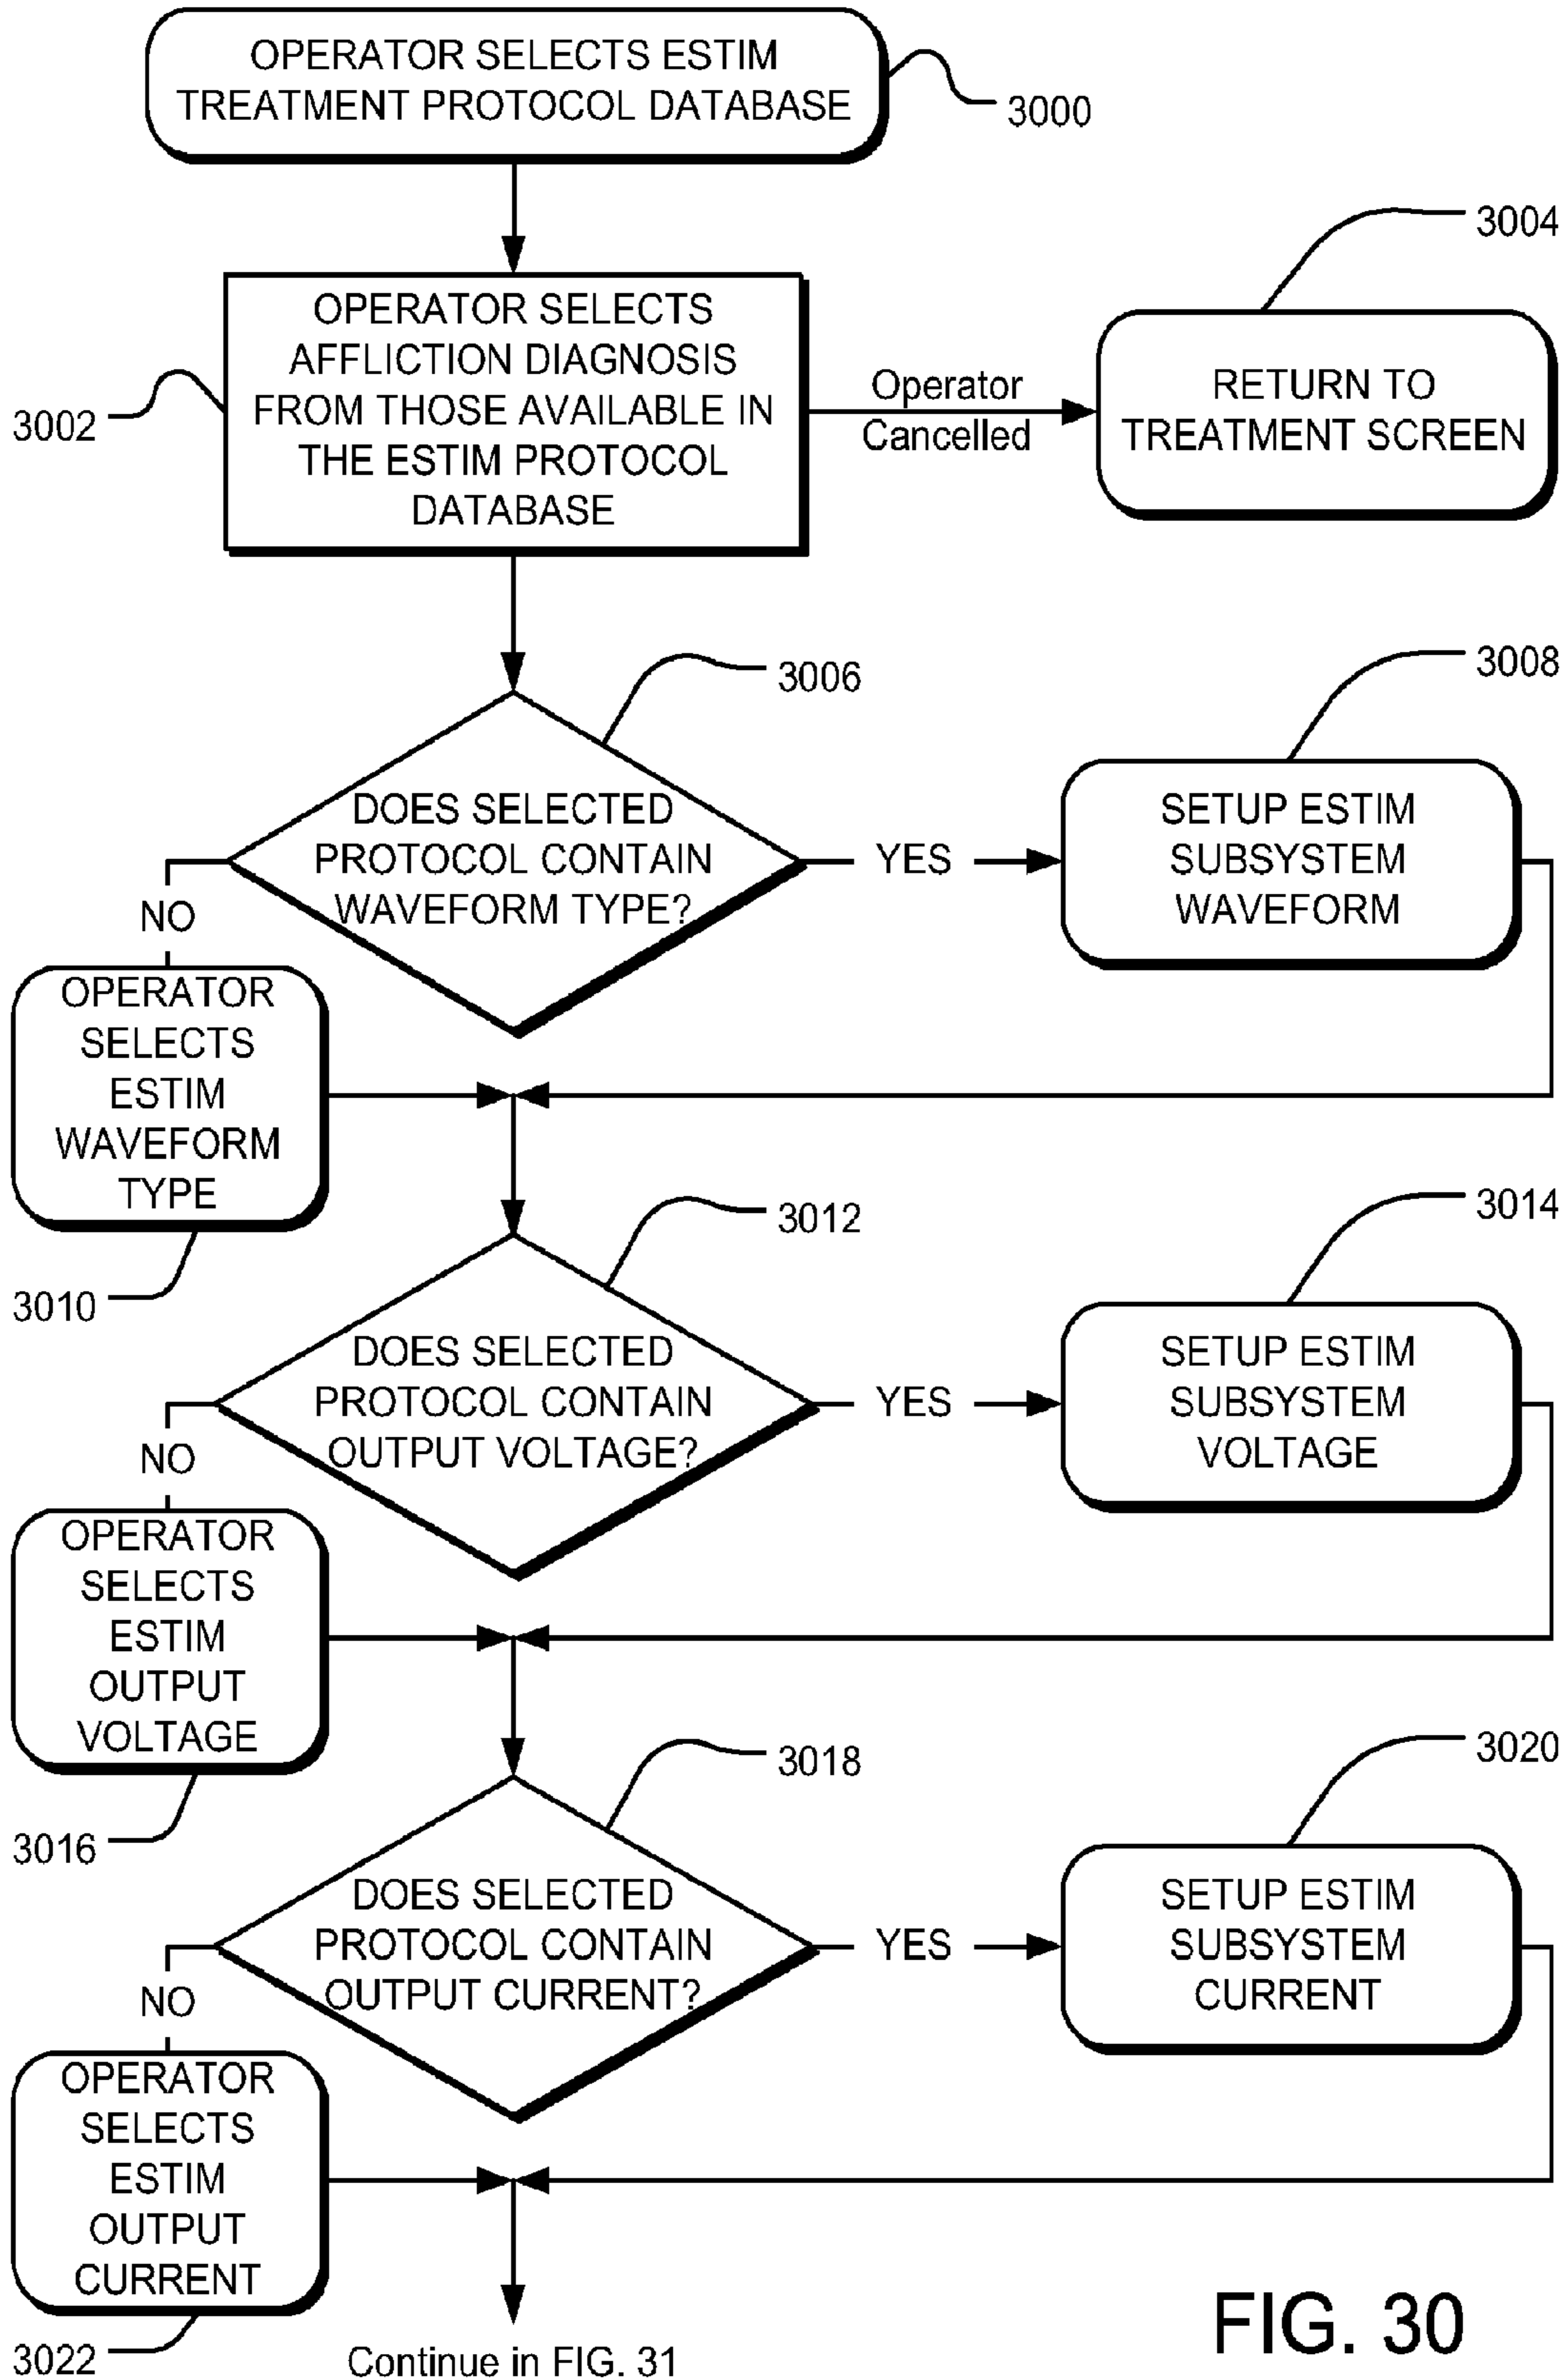 OPERATOR SELECTS ESTIM
TREATMENT PROTOCOL DATABASE
3000
3004
OPERATOR SELECTS
AFFLICTION DIAGNOSIS
FROM THOSE AVAILABLE IN
THE ESTIM PROTOCOL
DATABASE
3002
Operator
Cancelled
RETURN TO
TREATMENT SCREEN
3006
3008
DOES SELECTED
PROTOCOL CONTAIN
WAVEFORM TYPE?
YES
SETUP ESTIM
SUBSYSTEM
WAVEFORM
NO
OPERATOR
SELECTS
ESTIM
WAVEFORM
TYPE
3010
3012
3014
DOES SELECTED
PROTOCOL CONTAIN
OUTPUT VOLTAGE?
YES
SETUP ESTIM
SUBSYSTEM
VOLTAGE
NO
OPERATOR
SELECTS
ESTIM
OUTPUT
VOLTAGE
3016
3018
3020
DOES SELECTED
PROTOCOL CONTAIN
OUTPUT CURRENT?
YES
SETUP ESTIM
SUBSYSTEM
CURRENT
NO
OPERATOR
SELECTS
ESTIM
OUTPUT
CURRENT
3022
Continue in FIG. 31
FIG. 30